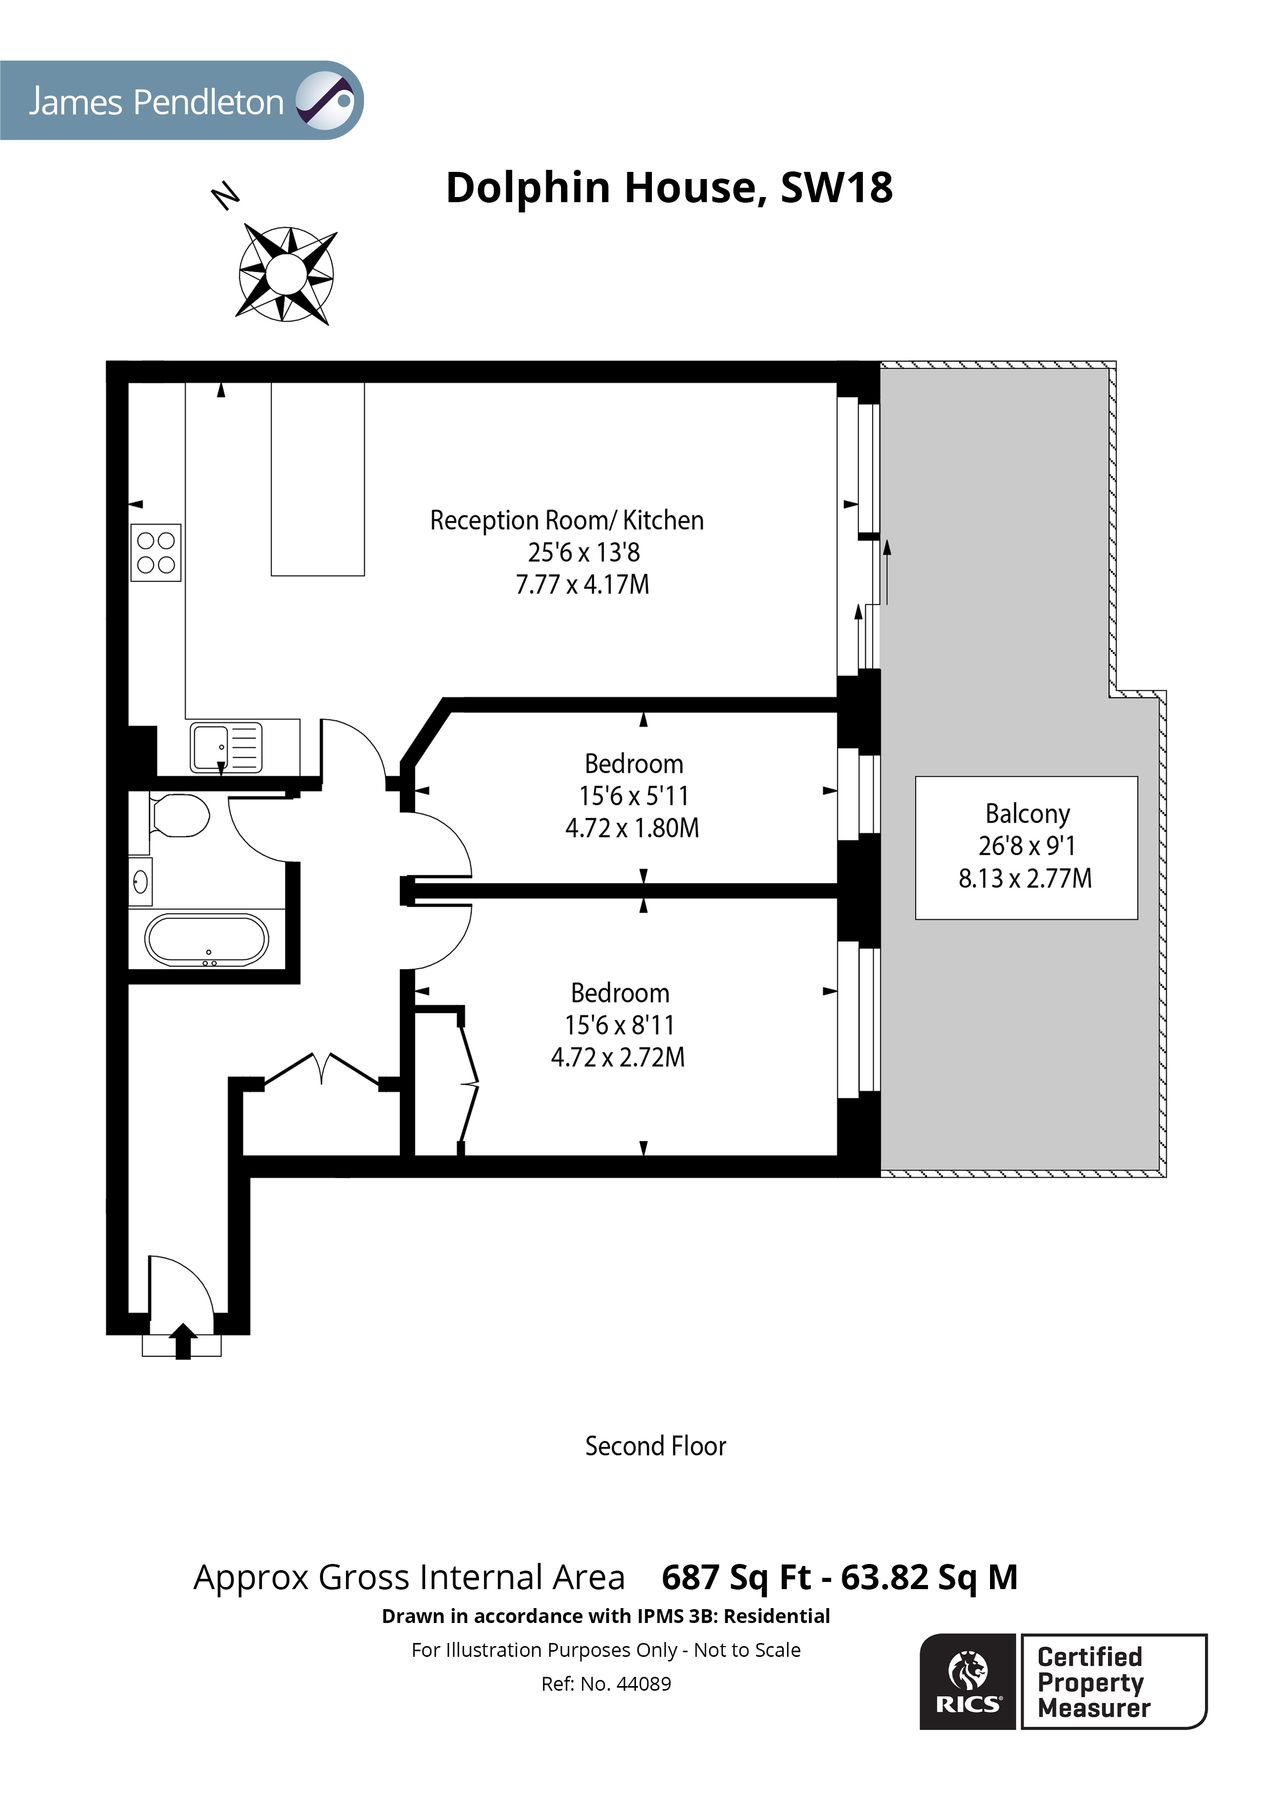 James Pendleton
N
Dolphin House, SW18
Reception Room/ Kitchen
25'6 x 13'8
7.77 x 4.17M
Bedroom
15'6 x 5'11
4.72 x 1.80M
Balcony
26'8 x 9'1
8.13 x 2.77M
Bedroom
15'6 x 8'11
4.72 x 2.72M
Second Floor
Approx Gross Internal Area 687 Sq Ft - 63.82 Sq M
Drawn in accordance with IPMS 3B: Residential
For Illustration Purposes Only - Not to Scale
Ref: No. 44089
RICS®
Certified
Property
Measurer